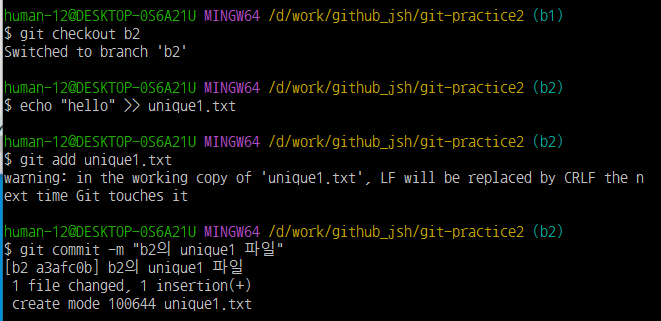 human-12@DESKTOP-0S6A21U MINGW64 /d/work/github_jsh/git-practice2 (b1)
$ git checkout b2
Switched to branch 'b2'
human-12@DESKTOP-0S6A21U MINGW64 /d/work/github_jsh/git-practice2 (b2)
$ echo "hello" >> unique1.txt
human-12@DESKTOP-0S6A21U MINGW64 /d/work/github_jsh/git-practice2 (b2)
$ git add unique1.txt
warning: in the working copy of 'unique1.txt', LF will be replaced by CRLF the n
ext time Git touches it
human-12@DESKTOP-0S6A21U MINGW64 /d/work/github_jsh/git-practice2 (b2)
$ git commit -m "b2의 unique1 파일"
[b2 a3afc0b] b2의 unique1 파일
 1 file changed, 1 insertion(+)
 create mode 100644 unique1.txt